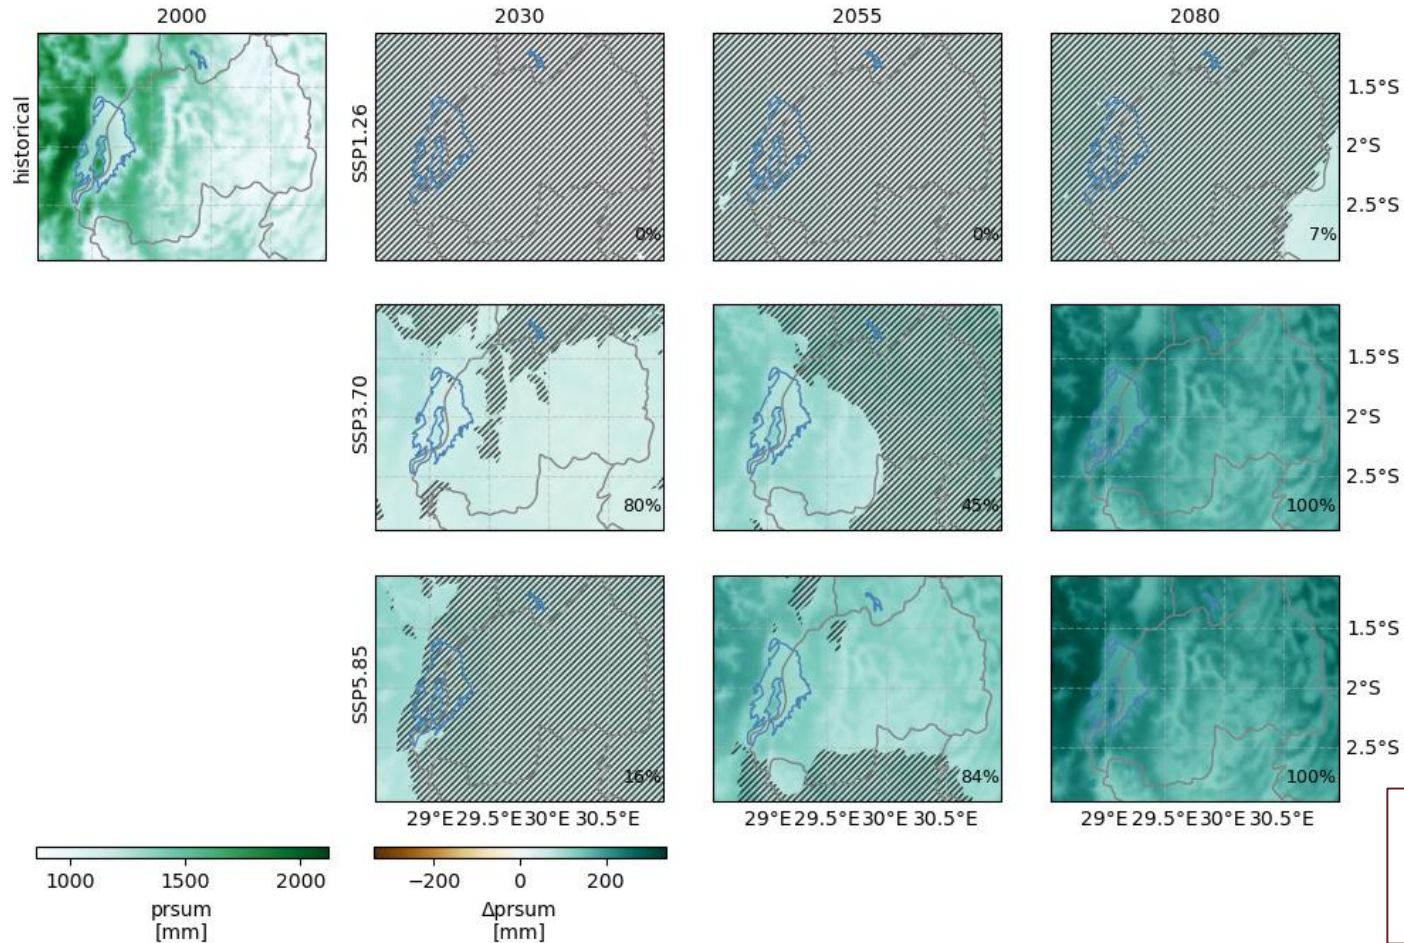 2000
2030
2055
2080
historical
SSP1.26
0%
0%
7%
1.5°S
2°S
2.5°S
SSP3.70
80%
45%
100%
1.5°S
2°S
2.5°S
SSP5.85
16%
84%
100%
1.5°S
2°S
2.5°S
29°E 29.5°E 30°E 30.5°E
29°E 29.5°E 30°E 30.5°E
29°E 29.5°E 30°E 30.5°E
1000 1500 2000
prsum
[mm]
−200 0 200
Δprsum
[mm]